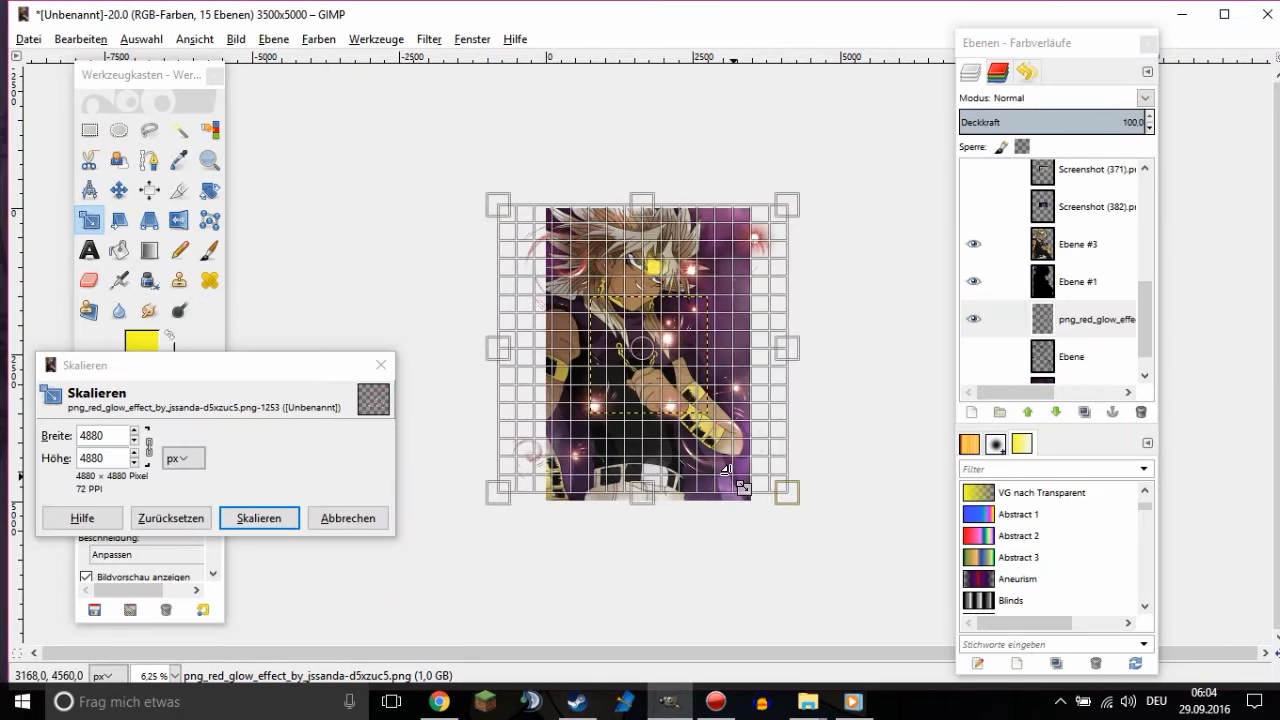 *[Unbenannt]-20.0 (RGB-Farben, 15 Ebenen) 3500x5000 – GIMP
Datei Bearbeiten Auswahl Ansicht Bild Ebene Farben Werkzeuge Filter Fenster Hilfe
-7500 -5000 -2500 0 2500 5000
Werkzeugkasten - Wer...
Skalieren
Skalieren
png_red_glow_effect_by_jssanda-d5xzuc5.png-1253 ([Unbenannt])
Breite: 4880
Höhe: 4880 px
4880 × 4880 Pixel
72 PPI
Hilfe Zurücksetzen Skalieren Abbrechen
Beschneidung:
Anpassen
Bildvorschau anzeigen
Ebenen - Farbverläufe
Modus: Normal
Deckkraft 100,0
Sperre:
Screenshot (371).pr
Screenshot (382).pr
Ebene #3
Ebene #1
png_red_glow_effe
Ebene
Filter
VG nach Transparent
Abstract 1
Abstract 2
Abstract 3
Aneurism
Blinds
Stichworte eingeben
3168,0, 4560,0 px 6,25 % png_red_glow_effect_by_jssanda-d5xzuc5.png (1,0 GB)
Frag mich etwas
DEU
06:04
29.09.2016